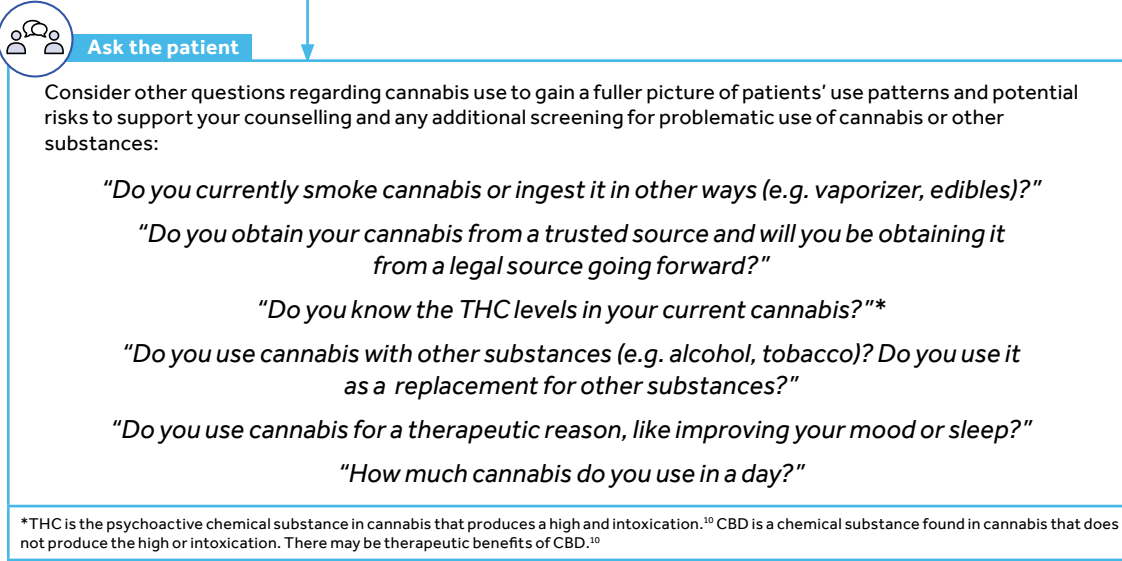 Ask the patient
Consider other questions regarding cannabis use to gain a fuller picture of patients' use patterns and potential
risks to support your counselling and any additional screening for problematic use of cannabis or other
substances:
“Do you currently smoke cannabis or ingest it in other ways (e.g. vaporizer, edibles)?”
“Do you obtain your cannabis from a trusted source and will you be obtaining it
from a legal source going forward?”
“Do you know the THC levels in your current cannabis?”*
“Do you use cannabis with other substances (e.g. alcohol, tobacco)? Do you use it
as a replacement for other substances?”
“Do you use cannabis for a therapeutic reason, like improving your mood or sleep?”
“How much cannabis do you use in a day?”
*THC is the psychoactive chemical substance in cannabis that produces a high and intoxication.¹⁰ CBD is a chemical substance found in cannabis that does
not produce the high or intoxication. There may be therapeutic benefits of CBD.¹⁰